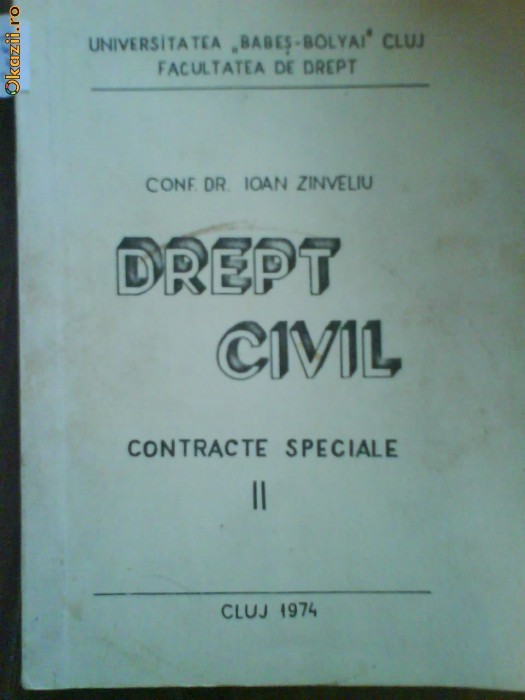 Okazii.ro
UNIVERSITATEA „BABEŞ-BOLYAI" CLUJ
FACULTATEA DE DREPT
CONF. DR. IOAN ZINVELIU
DREPT
CIVIL
CONTRACTE SPECIALE
II
CLUJ 1974